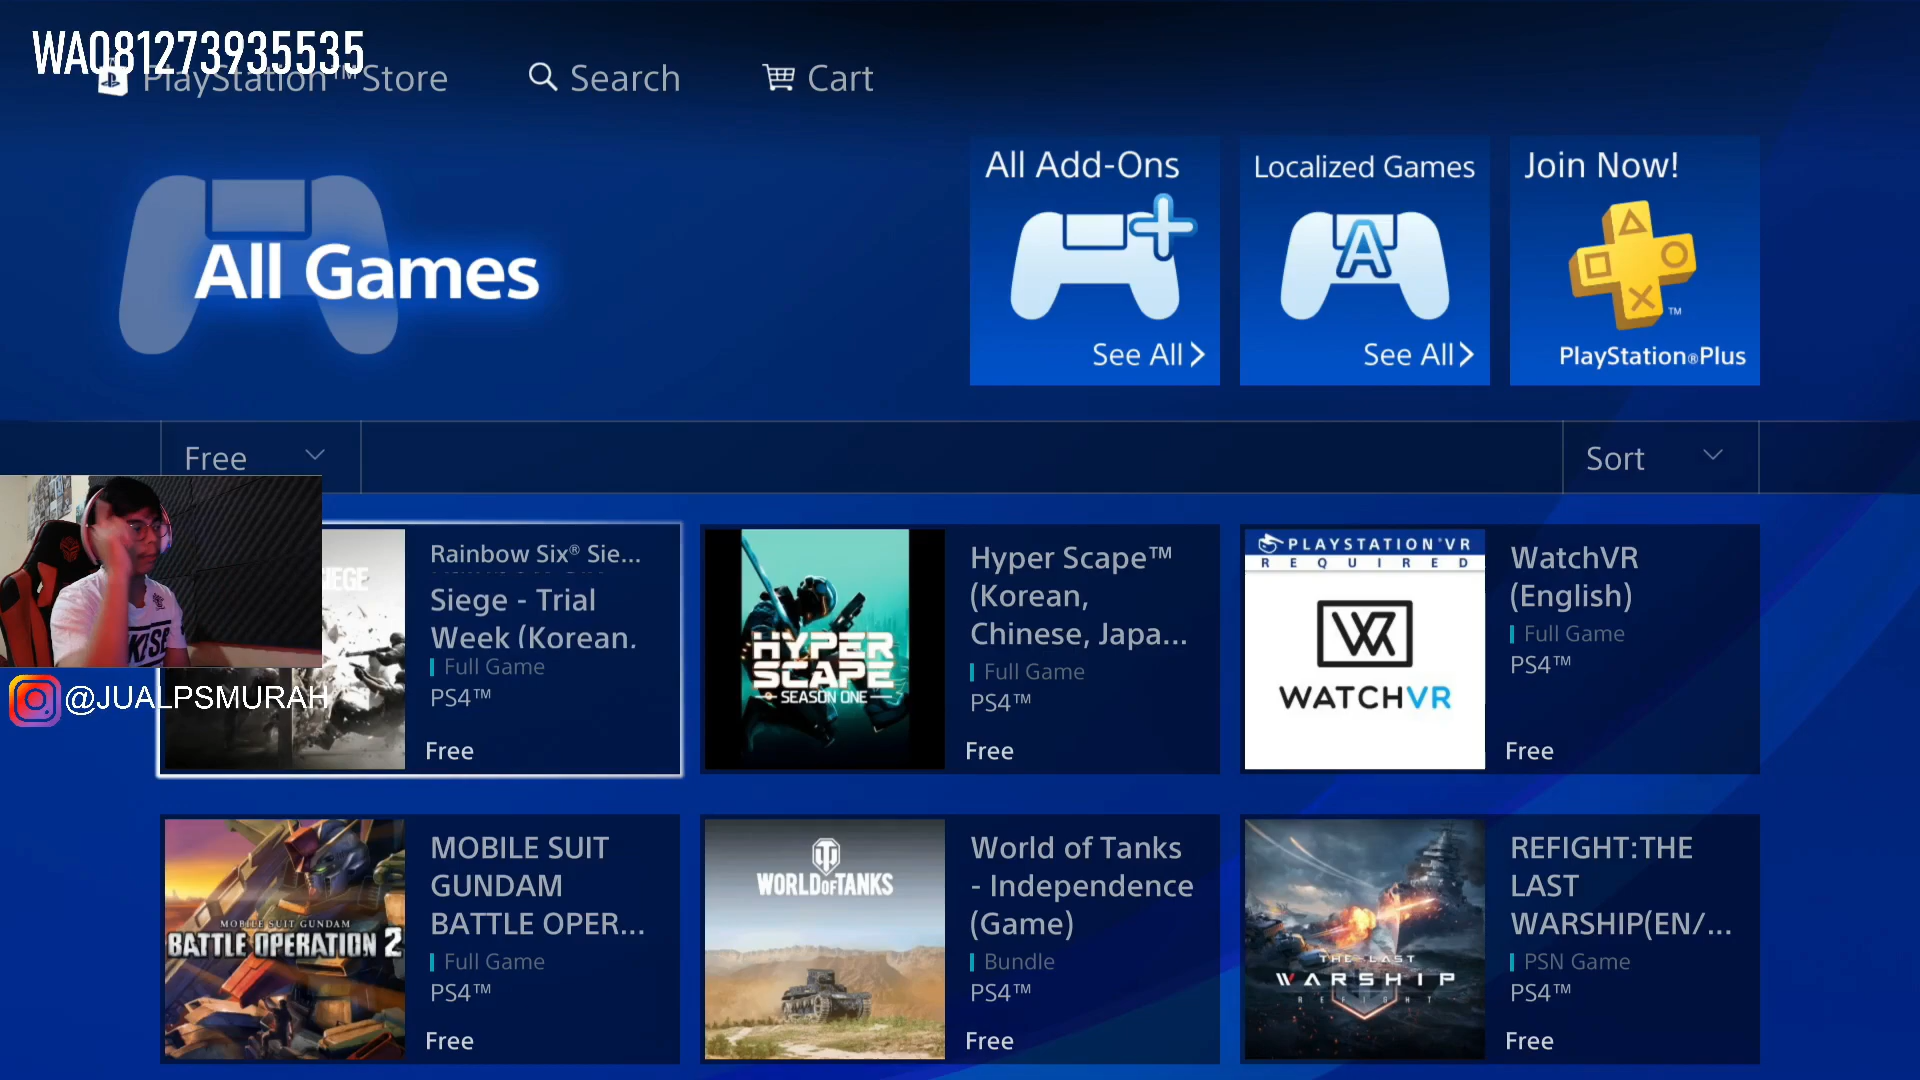 WA081273935535
PlayStation™Store
Search
Cart
All Games
All Add-Ons
See All
Localized Games
A
See All
Join Now!
PlayStation®Plus
Free
Sort
Rainbow Six® Sie...
Siege - Trial
Week (Korean,
Full Game
PS4™
Free
HYPER
SCAPE
SEASON ONE
Hyper Scape™
(Korean,
Chinese, Japa...
Full Game
PS4™
Free
PLAYSTATION®VR
REQUIRED
WATCHVR
WatchVR
(English)
Full Game
PS4™
Free
@JUALPSMURAH
MOBILE SUIT GUNDAM
BATTLE OPERATION 2
MOBILE SUIT
GUNDAM
BATTLE OPER...
Full Game
PS4™
Free
WORLD OF TANKS
World of Tanks
- Independence
(Game)
Bundle
PS4™
Free
THE LAST
WARSHIP
REFIGHT
REFIGHT:THE
LAST
WARSHIP(EN/...
PSN Game
PS4™
Free